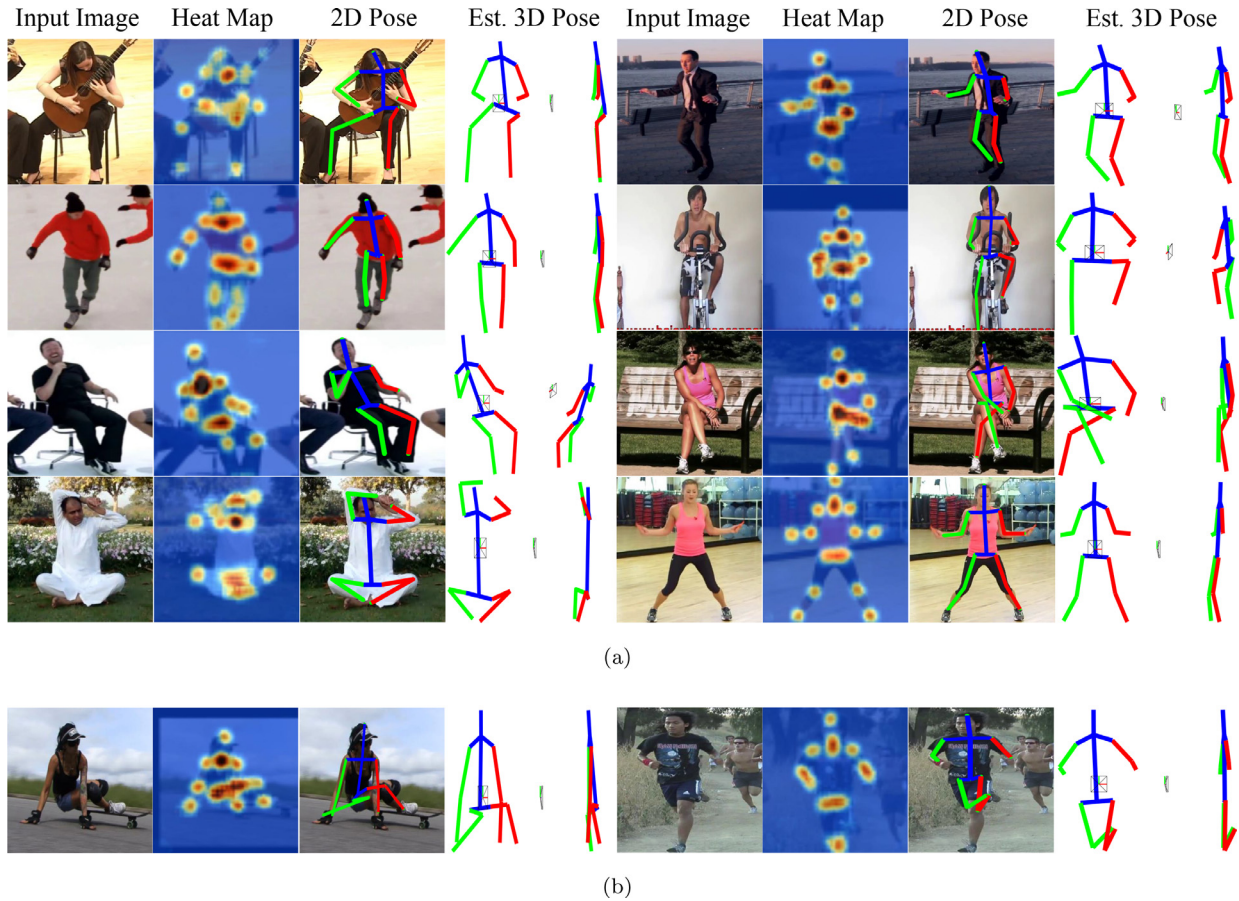 Input Image Heat Map 2D Pose Est. 3D Pose Input Image Heat Map 2D Pose Est. 3D Pose
(a)
(b)